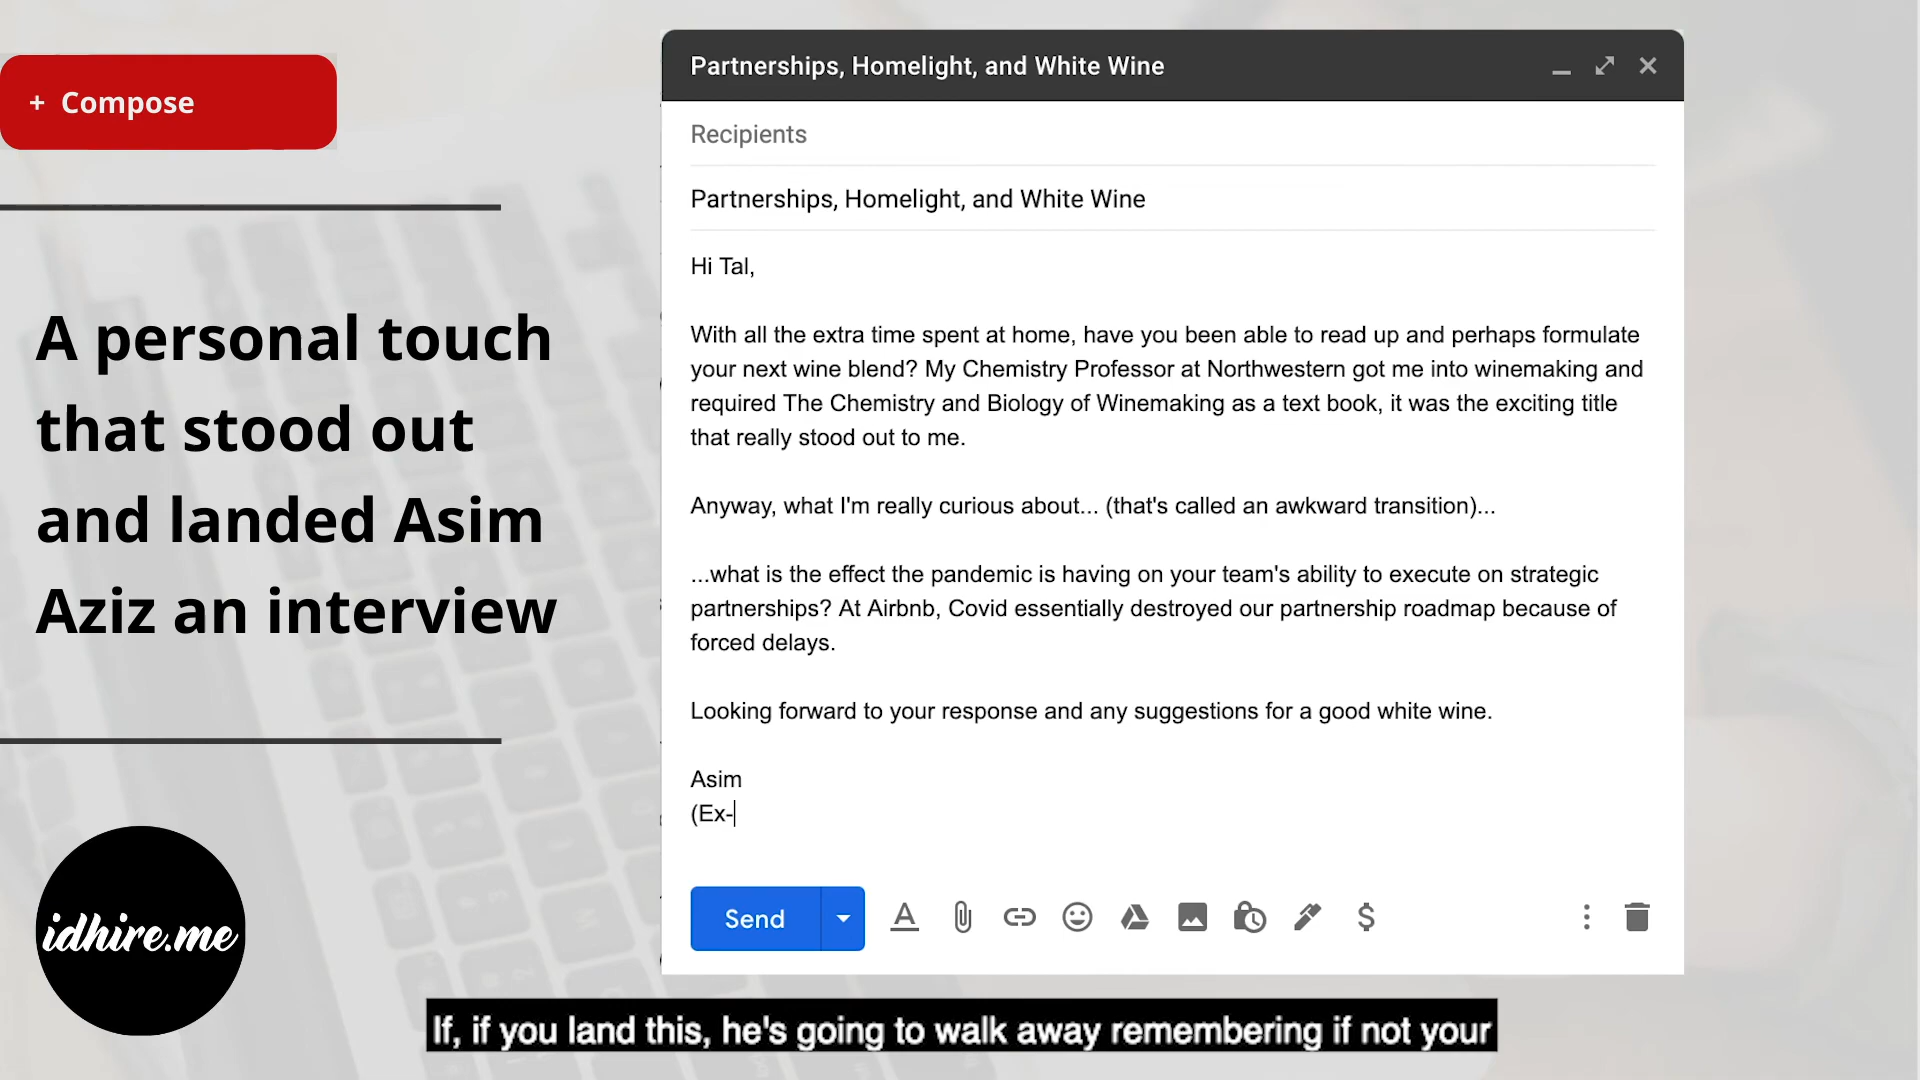 + Compose
A personal touch
that stood out
and landed Asim
Aziz an interview
idhire.me
Partnerships, Homelight, and White Wine
Recipients
Partnerships, Homelight, and White Wine
Hi Tal,
With all the extra time spent at home, have you been able to read up and perhaps formulate
your next wine blend? My Chemistry Professor at Northwestern got me into winemaking and
required The Chemistry and Biology of Winemaking as a text book, it was the exciting title
that really stood out to me.
Anyway, what I'm really curious about... (that's called an awkward transition)...
...what is the effect the pandemic is having on your team's ability to execute on strategic
partnerships? At Airbnb, Covid essentially destroyed our partnership roadmap because of
forced delays.
Looking forward to your response and any suggestions for a good white wine.
Asim
(Ex-
Send
If, if you land this, he's going to walk away remembering if not your